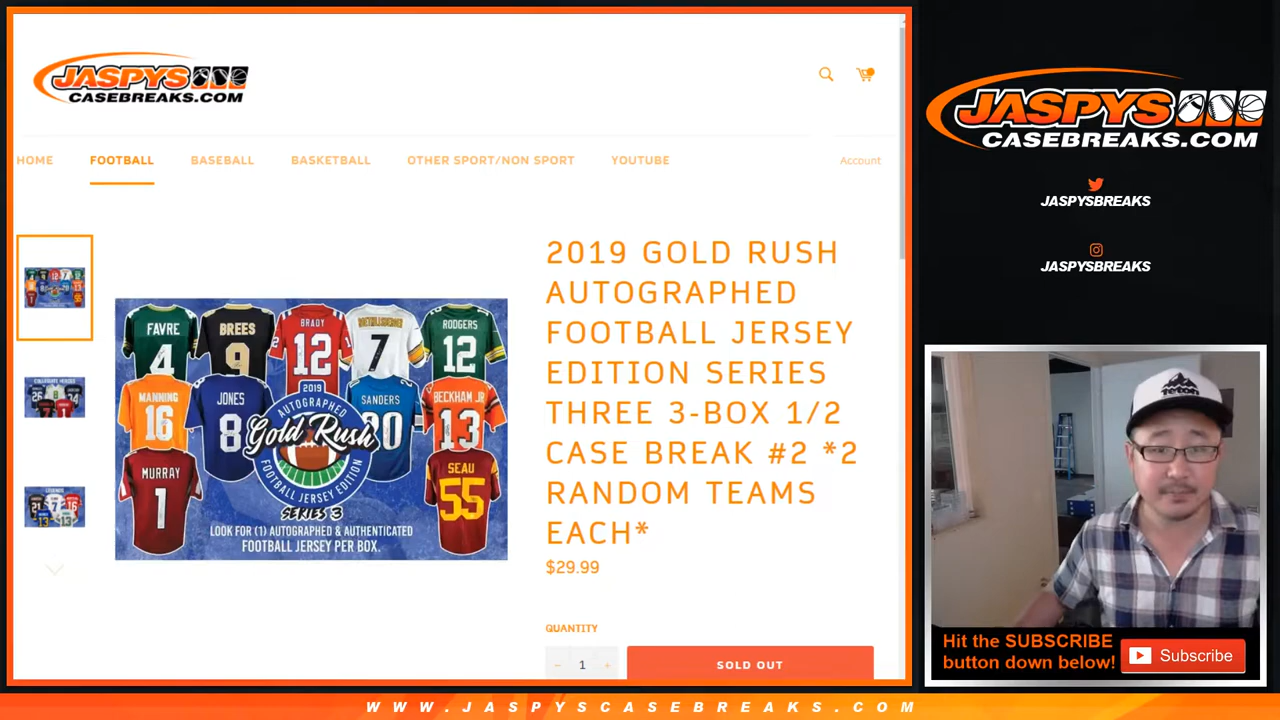 JASPYS
CASEBREAKS.COM
HOME
FOOTBALL
BASEBALL
BASKETBALL
OTHER SPORT/NON SPORT
YOUTUBE
Account
2019 GOLD RUSH
AUTOGRAPHED
FOOTBALL JERSEY
EDITION SERIES
THREE 3-BOX 1/2
CASE BREAK #2 *2
RANDOM TEAMS
EACH*
$29.99
QUANTITY
− 1 +
SOLD OUT
FAVRE
4
BREES
9
BRADY
12
7
RODGERS
12
MANNING
16
JONES
8
SANDERS
20
BECKHAM JR
13
MURRAY
1
SEAU
55
2019
AUTOGRAPHED
Gold Rush
FOOTBALL JERSEY EDITION
SERIES 3
LOOK FOR (1) AUTOGRAPHED & AUTHENTICATED
FOOTBALL JERSEY PER BOX.
JASPYS
CASEBREAKS.COM
JASPYSBREAKS
JASPYSBREAKS
TETON
Hit the SUBSCRIBE
button down below!
Subscribe
WWW.JASPYSCASEBREAKS.COM